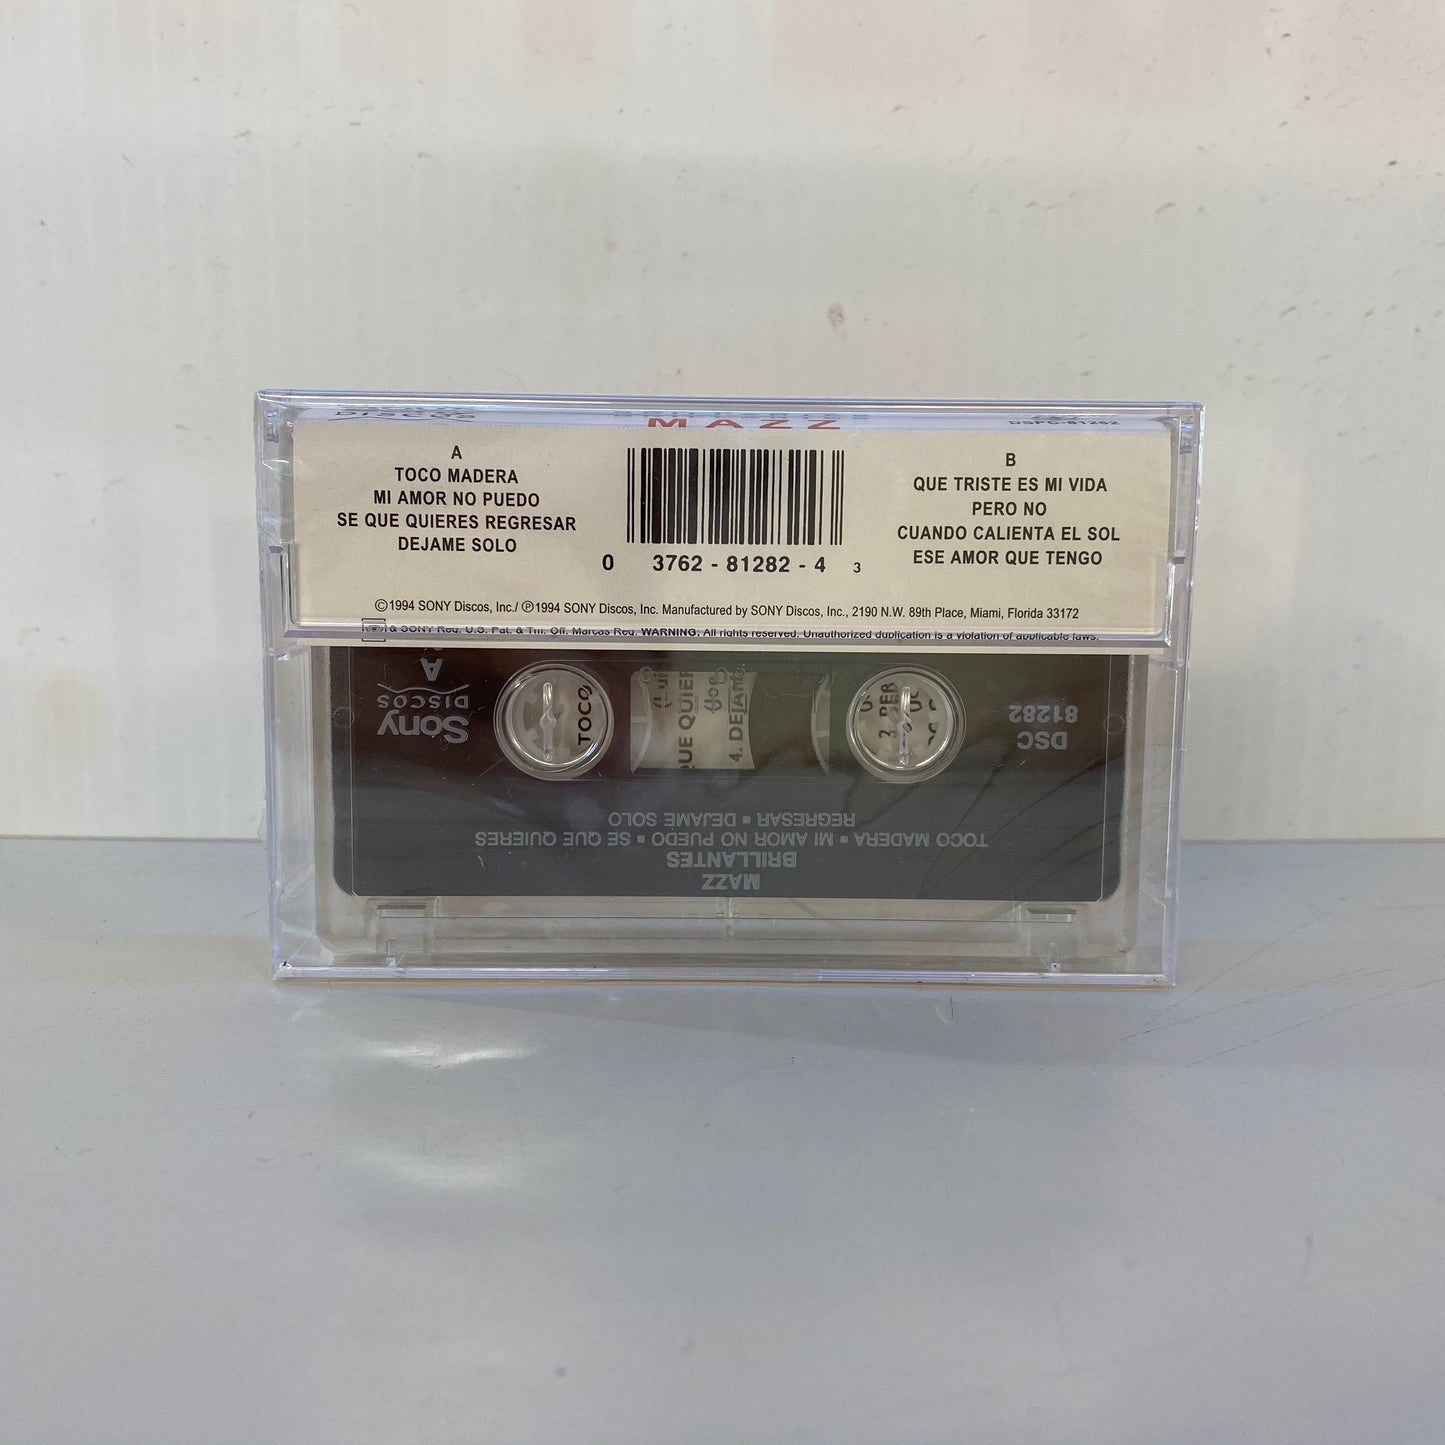 DISCOS
BRILLANTES
MAZZ
DSPC-81282
A
TOCO MADERA
MI AMOR NO PUEDO
SE QUE QUIERES REGRESAR
DEJAME SOLO
0 3762 - 81282 - 4 3
B
QUE TRISTE ES MI VIDA
PERO NO
CUANDO CALIENTA EL SOL
ESE AMOR QUE TENGO
©1994 SONY Discos, Inc./ ℗1994 SONY Discos, Inc. Manufactured by SONY Discos, Inc., 2190 N.W. 89th Place, Miami, Florida 33172
& SONY Reg. U.S. Pat. & Tm. Off. Marcas Reg. WARNING: All rights reserved. Unauthorized duplication is a violation of applicable laws.
MAZZ
BRILLANTES
TOCO MADERA ▪ MI AMOR NO PUEDO ▪ SE QUE QUIERES
REGRESAR ▪ DEJAME SOLO
DSC
81282
Sony
DISCOS
A
TOCO
QUE QUIER
4. DEJA